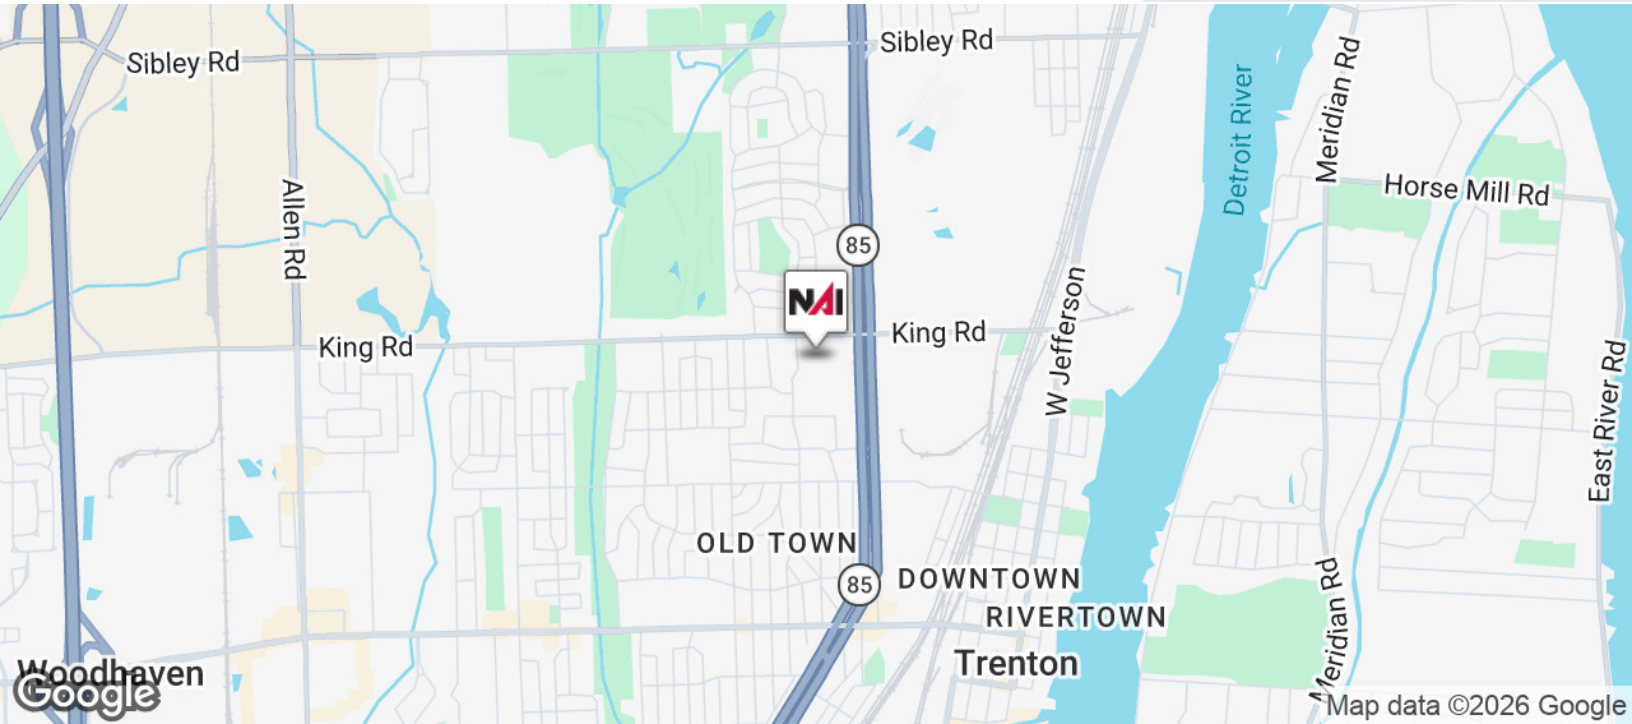 Sibley Rd
Sibley Rd
Meridian Rd
Detroit River
Horse Mill Rd
Allen Rd
85
NAI
King Rd
King Rd
W Jefferson
East River Rd
OLD TOWN
85
DOWNTOWN
RIVERTOWN
Meridian Rd
Trenton
Woodhaven
Google
Map data ©2026 Google